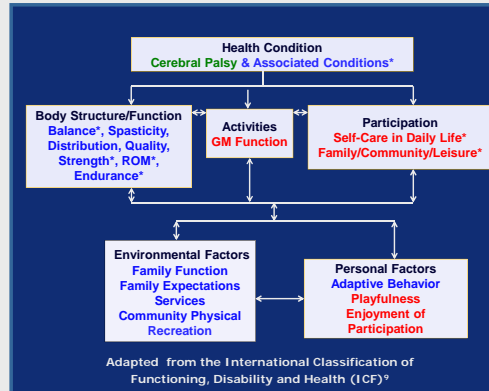 Health Condition
Cerebral Palsy & Associated Conditions*
Body Structure/Function
Balance*, Spasticity,
Distribution, Quality,
Strength*, ROM*,
Endurance*
Activities
GM Function
Participation
Self-Care in Daily Life*
Family/Community/Leisure*
Environmental Factors
Family Function
Family Expectations
Services
Community Physical
Recreation
Personal Factors
Adaptive Behavior
Playfulness
Enjoyment of
Participation
Adapted from the International Classification of
Functioning, Disability and Health (ICF)⁹